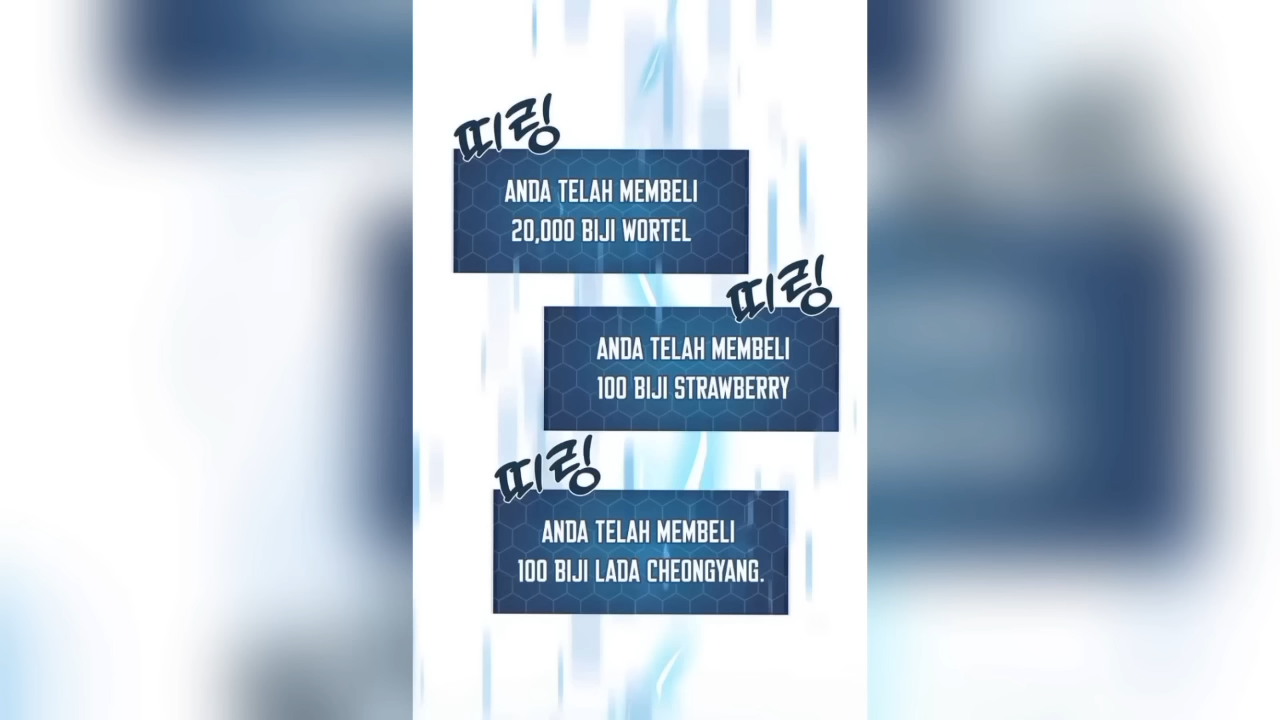 띠링
ANDA TELAH MEMBELI
20,000 BIJI WORTEL
띠링
ANDA TELAH MEMBELI
100 BIJI STRAWBERRY
띠링
ANDA TELAH MEMBELI
100 BIJI LADA CHEONGYANG.